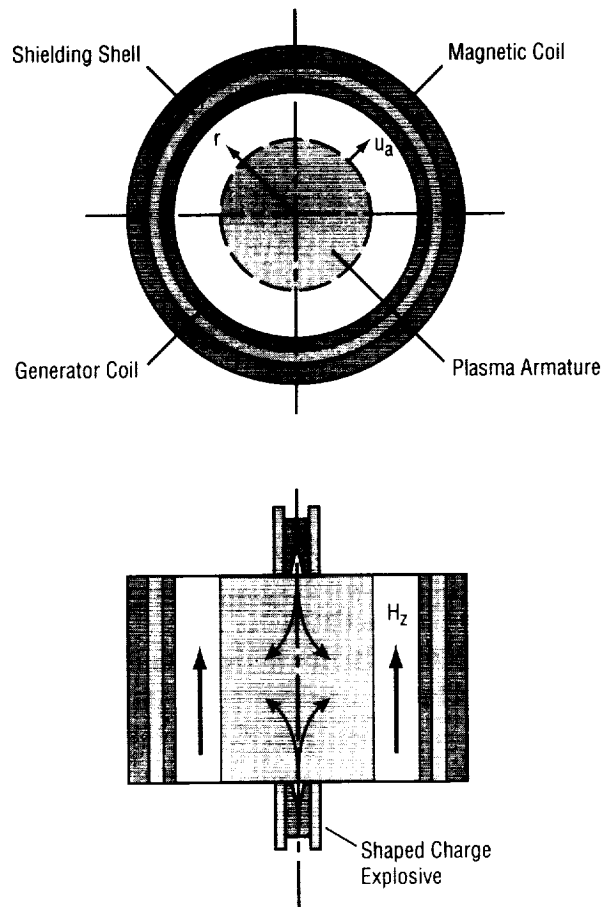 Shielding Shell
Magnetic Coil
r
u_a
Generator Coil
Plasma Armature
H_z
Shaped Charge
Explosive